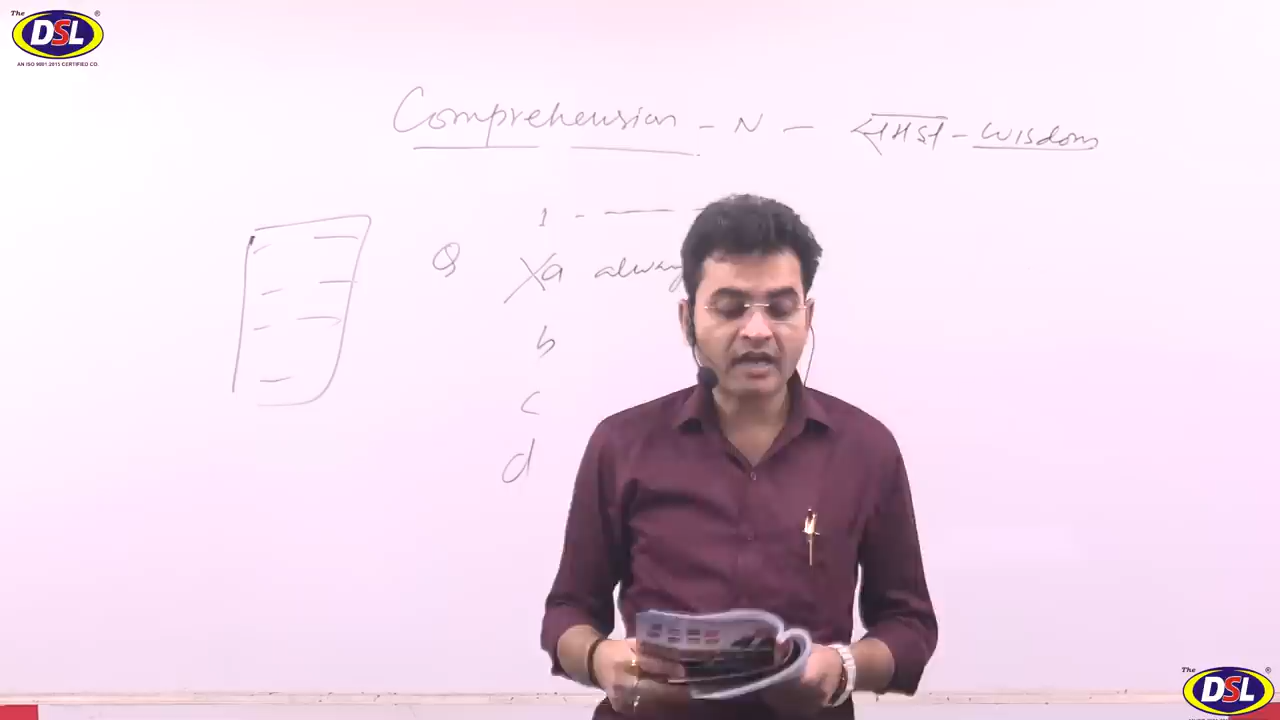 The DSL ®
AN ISO 9001:2015 CERTIFIED CO.
Comprehension - N - समझ - wisdom
1 -
Q
a always
b
c
d
The DSL ®